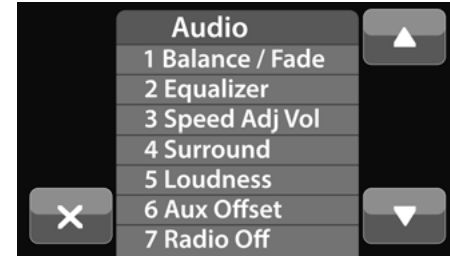 Audio
1 Balance / Fade
2 Equalizer
3 Speed Adj Vol
4 Surround
5 Loudness
6 Aux Offset
7 Radio Off